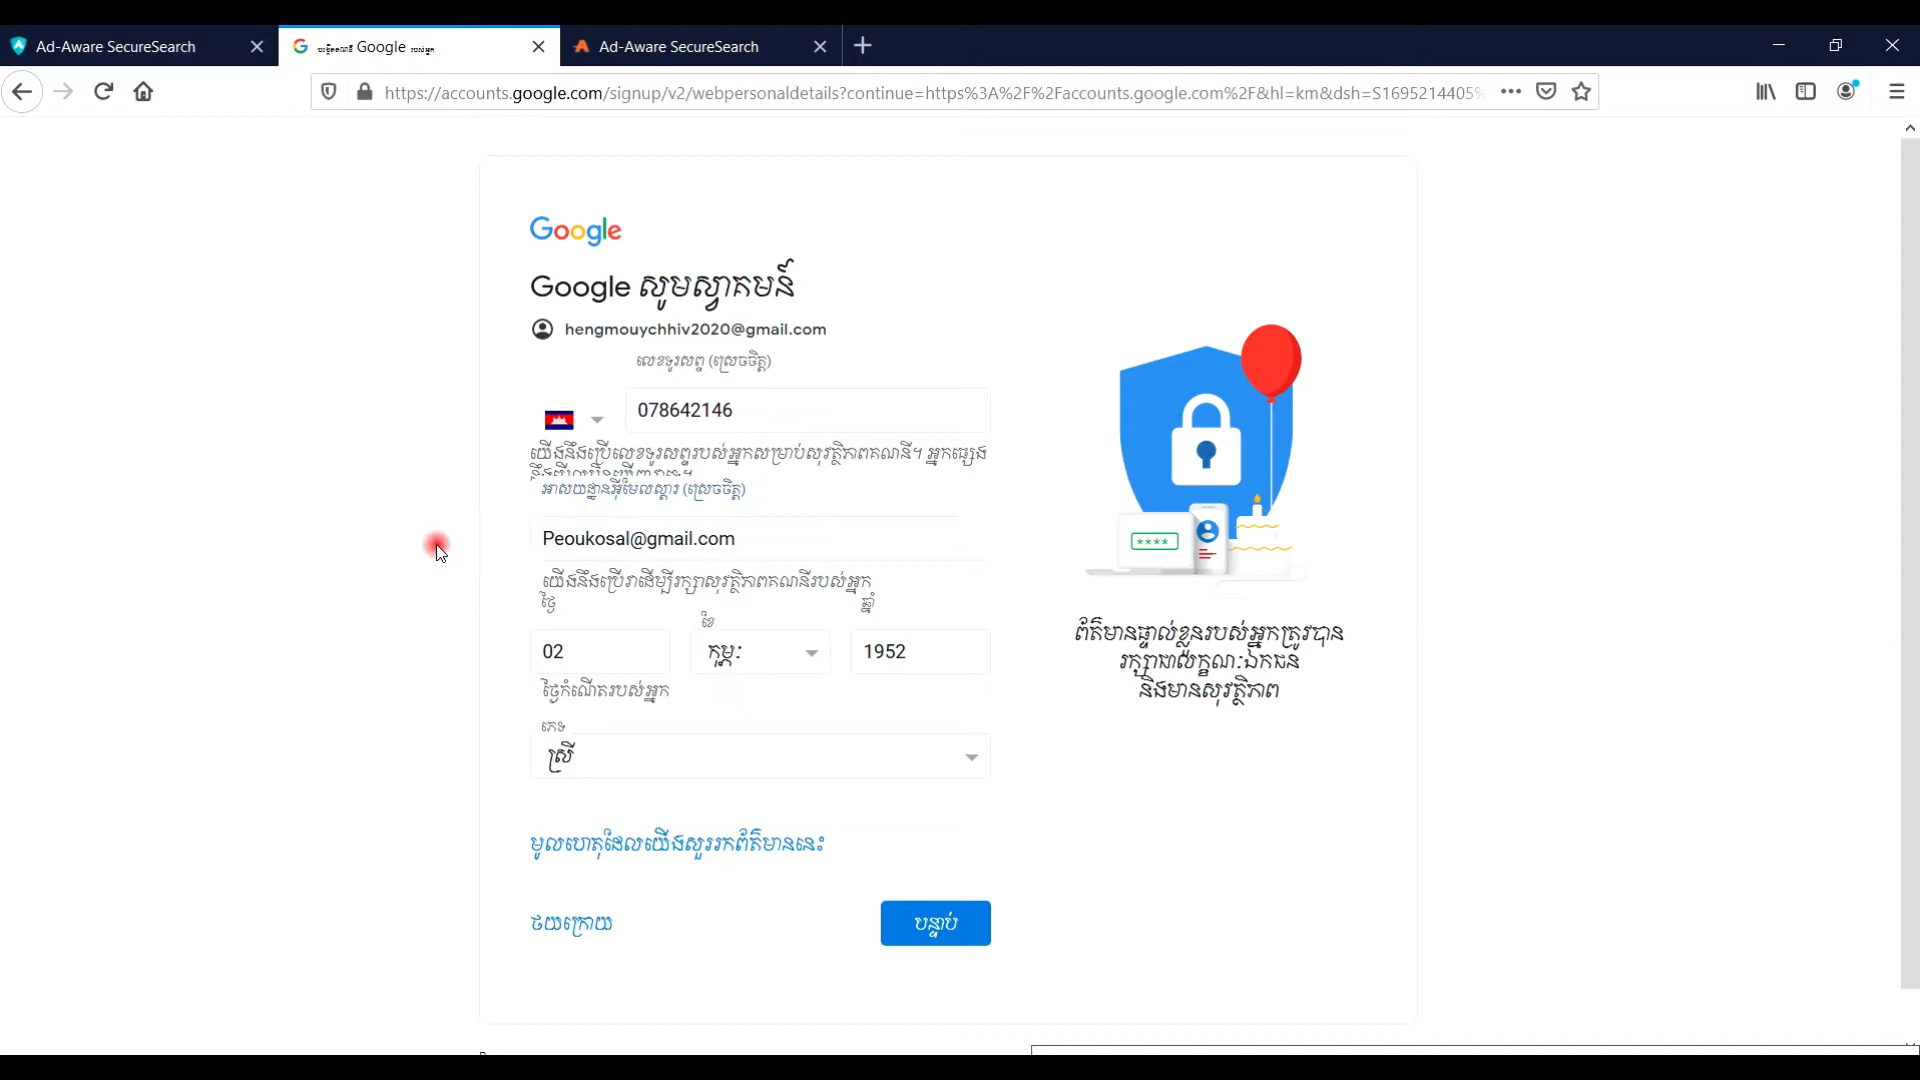 Ad-Aware SecureSearch
Google
Ad-Aware SecureSearch
https://accounts.google.com/signup/v2/webpersonaldetails?continue=https%3A%2F%2Faccounts.google.com%2F&hl=km&dsh=S1695214405%
Google
Google សូមស្វាគមន៍
hengmouychhiv2020@gmail.com
លេខទូរសព្ទ (ស្រេចចិត្ត)
078642146
យើងនឹងប្រើលេខទូរសព្ទរបស់អ្នកសម្រាប់សុវត្ថិភាពគណនី។ អ្នកផ្សេង
អាសយដ្ឋានអ៊ីមែលស្តារ (ស្រេចចិត្ត)
Peoukosal@gmail.com
យើងនឹងប្រើវាដើម្បីរក្សាសុវត្ថិភាពគណនីរបស់អ្នក
ថ្ងៃ
ខែ
ឆ្នាំ
02
កុម្ភៈ
1952
ថ្ងៃកំណើតរបស់អ្នក
ភេទ
ស្រី
មូលហេតុដែលយើងសួររកព័ត៌មាននេះ
ថយក្រោយ
បន្ទាប់
****
ព័ត៌មានផ្ទាល់ខ្លួនរបស់អ្នកត្រូវបាន
រក្សាជាលក្ខណៈឯកជន
និងមានសុវត្ថិភាព